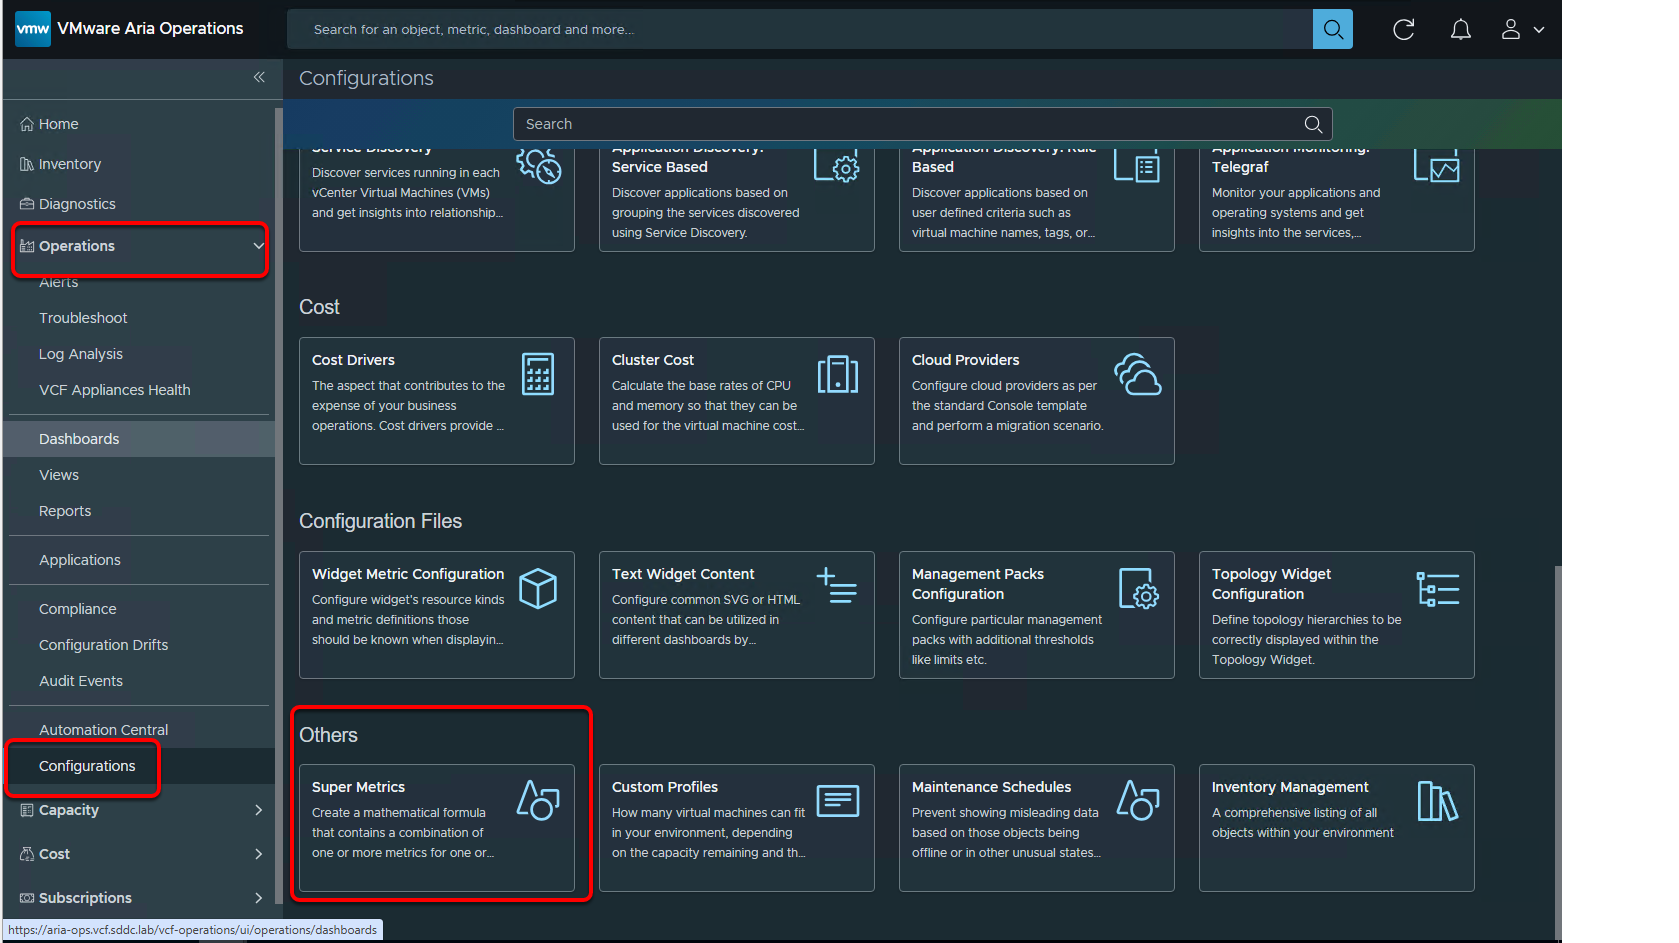 vmw VMware Aria Operations
Search for an object, metric, dashboard and more...
Configurations
Search
Home
Inventory
Diagnostics
Operations
Alerts
Troubleshoot
Log Analysis
VCF Appliances Health
Dashboards
Views
Reports
Applications
Compliance
Configuration Drifts
Audit Events
Automation Central
Configurations
Capacity
Cost
Subscriptions
https://aria-ops.vcf.sddc.lab/vcf-operations/ui/operations/dashboards
Service Discovery
Discover services running in each
vCenter Virtual Machines (VMs)
and get insights into relationship...
Application Discovery:
Service Based
Discover applications based on
grouping the services discovered
using Service Discovery.
Application Discovery: Rule
Based
Discover applications based on
user defined criteria such as
virtual machine names, tags, or...
Application Monitoring:
Telegraf
Monitor your applications and
operating systems and get
insights into the services,...
Cost
Cost Drivers
The aspect that contributes to the
expense of your business
operations. Cost drivers provide ...
Cluster Cost
Calculate the base rates of CPU
and memory so that they can be
used for the virtual machine cost...
Cloud Providers
Configure cloud providers as per
the standard Console template
and perform a migration scenario.
Configuration Files
Widget Metric Configuration
Configure widget's resource kinds
and metric definitions those
should be known when displayin...
Text Widget Content
Configure common SVG or HTML
content that can be utilized in
different dashboards by...
Management Packs
Configuration
Configure particular management
packs with additional thresholds
like limits etc.
Topology Widget
Configuration
Define topology hierarchies to be
correctly displayed within the
Topology Widget.
Others
Super Metrics
Create a mathematical formula
that contains a combination of
one or more metrics for one or...
Custom Profiles
How many virtual machines can fit
in your environment, depending
on the capacity remaining and th...
Maintenance Schedules
Prevent showing misleading data
based on those objects being
offline or in other unusual states...
Inventory Management
A comprehensive listing of all
objects within your environment